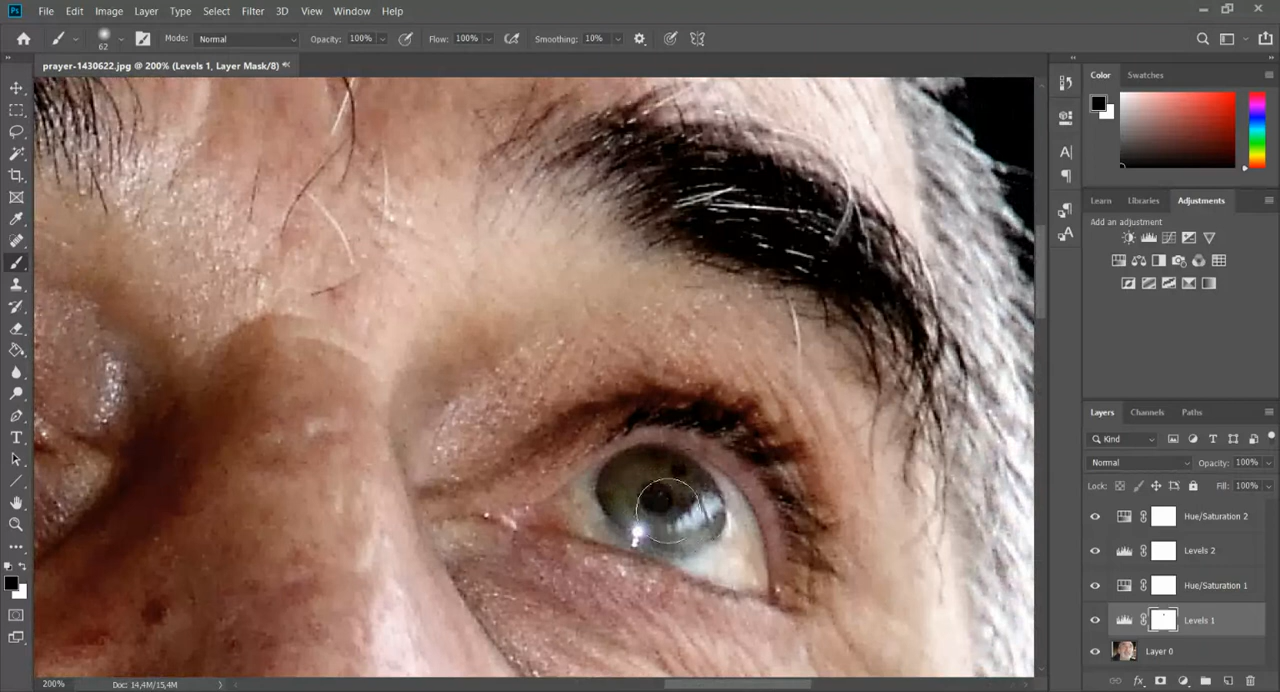 Ps File Edit Image Layer Type Select Filter 3D View Window Help
62 Mode: Normal Opacity: 100% Flow: 100% Smoothing: 10%
prayer-1430622.jpg @ 200% (Levels 1, Layer Mask/8) *
Color Swatches
Learn Libraries Adjustments
Add an adjustment
Layers Channels Paths
Kind
Normal Opacity: 100%
Lock: Fill: 100%
Hue/Saturation 2
Levels 2
Hue/Saturation 1
Levels 1
Layer 0
200% Doc: 14,4M/15,4M